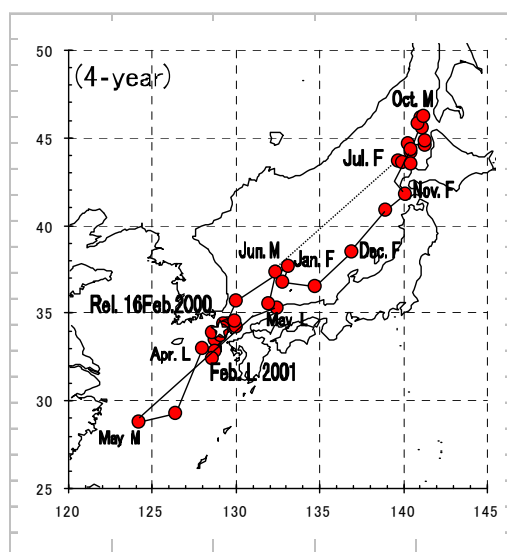 50
(4-year)
Oct. M
45
Jul. F
Nov. F
40
Jun. M
Jan. F
Dec. F
35
Rel. 16Feb.2000
May. L
Apr. L
Feb. L 2001
30
May M
25
120 125 130 135 140 145